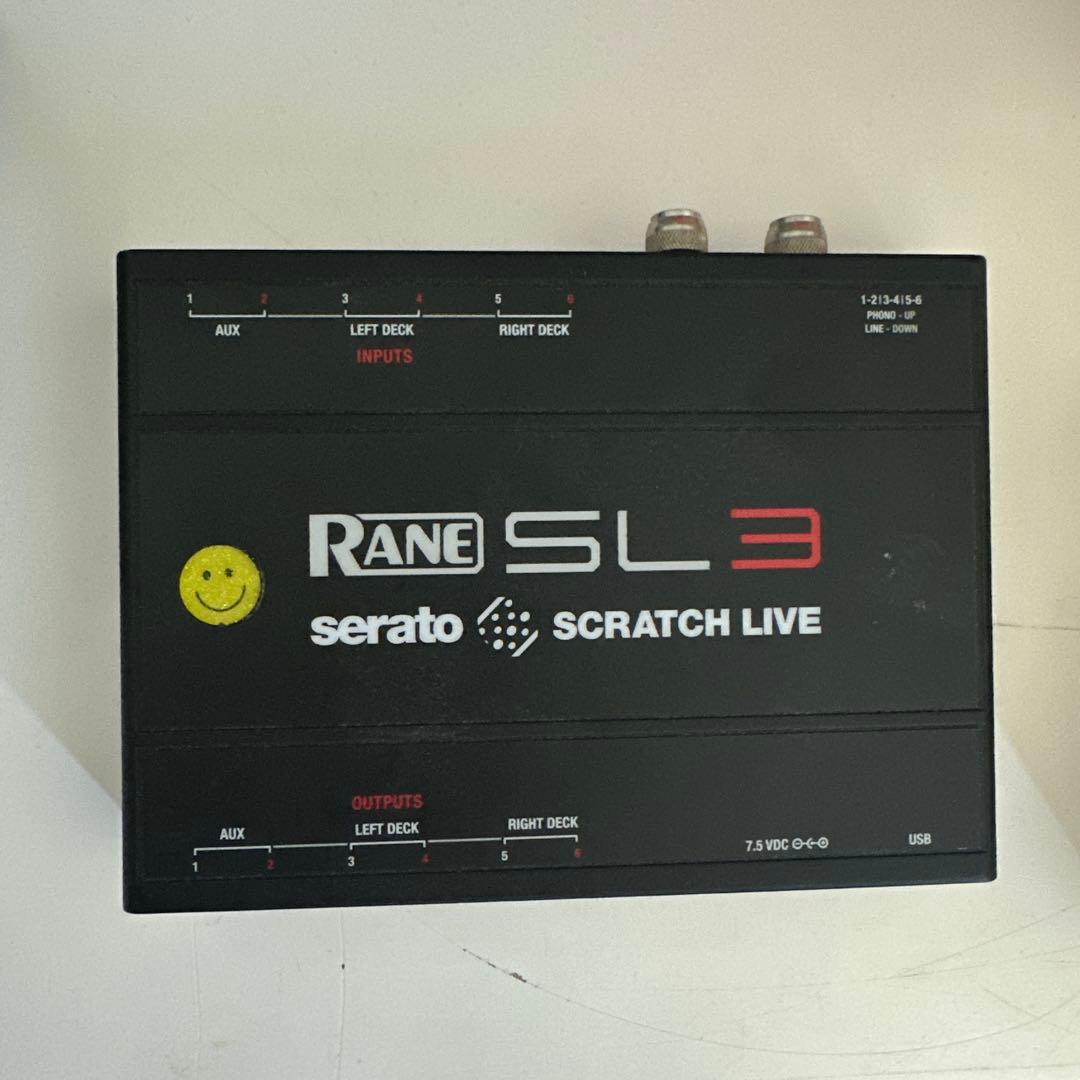 1 2 3 4 5 6
AUX LEFT DECK RIGHT DECK
INPUTS
1-2|3-4|5-6
PHONO - UP
LINE - DOWN
RANE SL3
serato SCRATCH LIVE
OUTPUTS
AUX LEFT DECK RIGHT DECK
1 2 3 4 5 6
7.5 VDC
USB